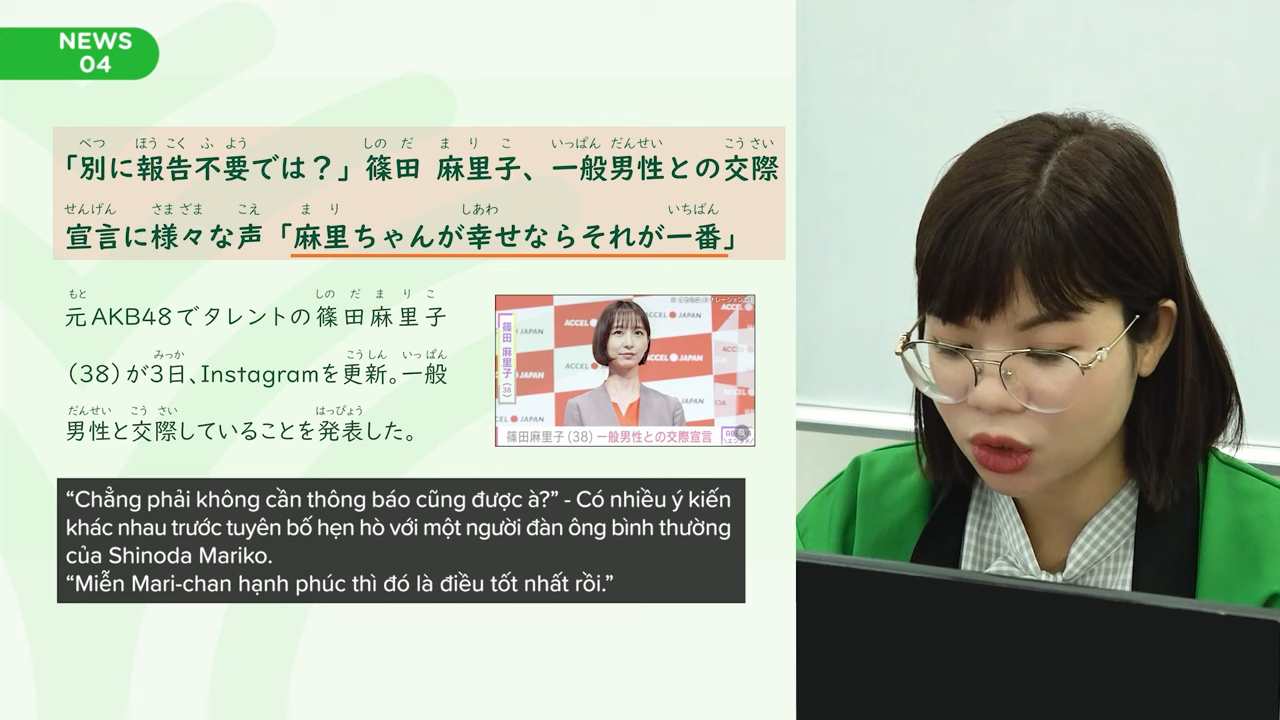 NEWS
04
べつ ほう こく ふ よう しの だ ま り こ いっぱん だんせい こう さい
「別に報告不要では？」篠田 麻里子、一般男性との交際
せんげん さま ざま こえ ま り しあわ いちばん
宣言に様々な声「麻里ちゃんが幸せならそれが一番」
もと しの だ ま り こ
元AKB48でタレントの篠田麻里子
みっか こうしん いっぱん
（38）が3日、Instagramを更新。一般
だんせい こう さい はっぴょう
男性と交際していることを発表した。
篠田 麻里子（38）
ACCEL JAPAN
ACCEL JAPAN
ACCEL JAPAN
篠田麻里子（38）一般男性との交際宣言
“Chẳng phải không cần thông báo cũng được à?” - Có nhiều ý kiến
khác nhau trước tuyên bố hẹn hò với một người đàn ông bình thường
của Shinoda Mariko.
“Miễn Mari-chan hạnh phúc thì đó là điều tốt nhất rồi.”